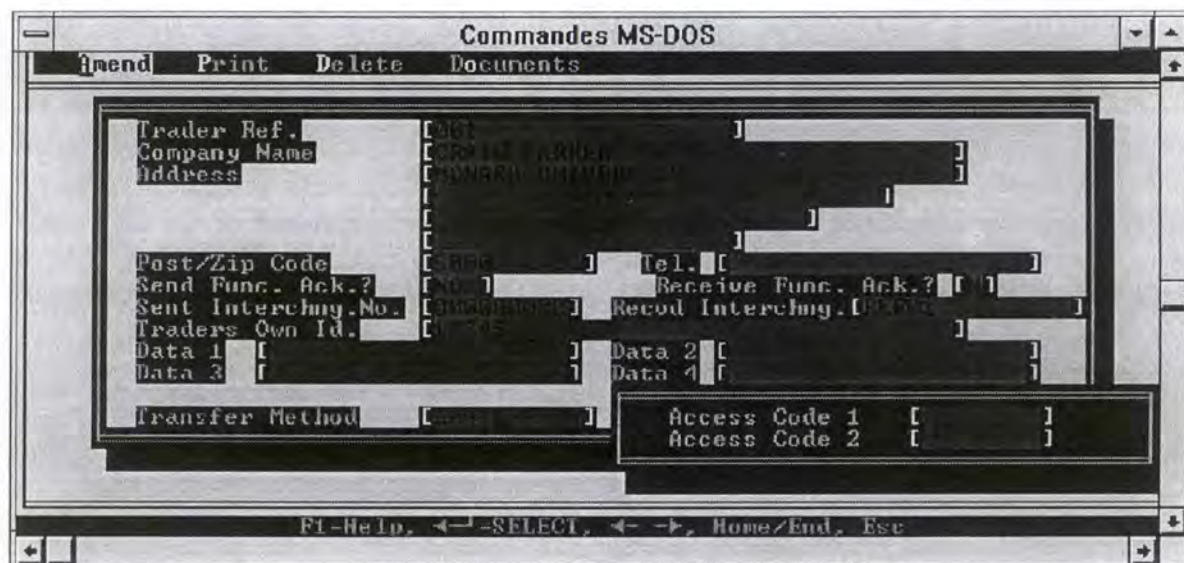 Commandes MS-DOS
Amend Print Delete Documents
Trader Ref. [061 ]
Company Name [ ]
Address [ ]
[ ]
[ ]
[ ]
Post/Zip Code [ ] Tel. [ ]
Send Func. Ack.? [NO ] Receive Func. Ack.? [ ]
Sent Interchng.No. [ ] Recvd Interchng. [ ]
Traders Own Id. [ ]
Data 1 [ ] Data 2 [ ]
Data 3 [ ] Data 4 [ ]
Transfer Method [ ]
Access Code 1 [ ]
Access Code 2 [ ]
F1-Help, ◄─┘-SELECT, ◄- -►, Home/End, Esc